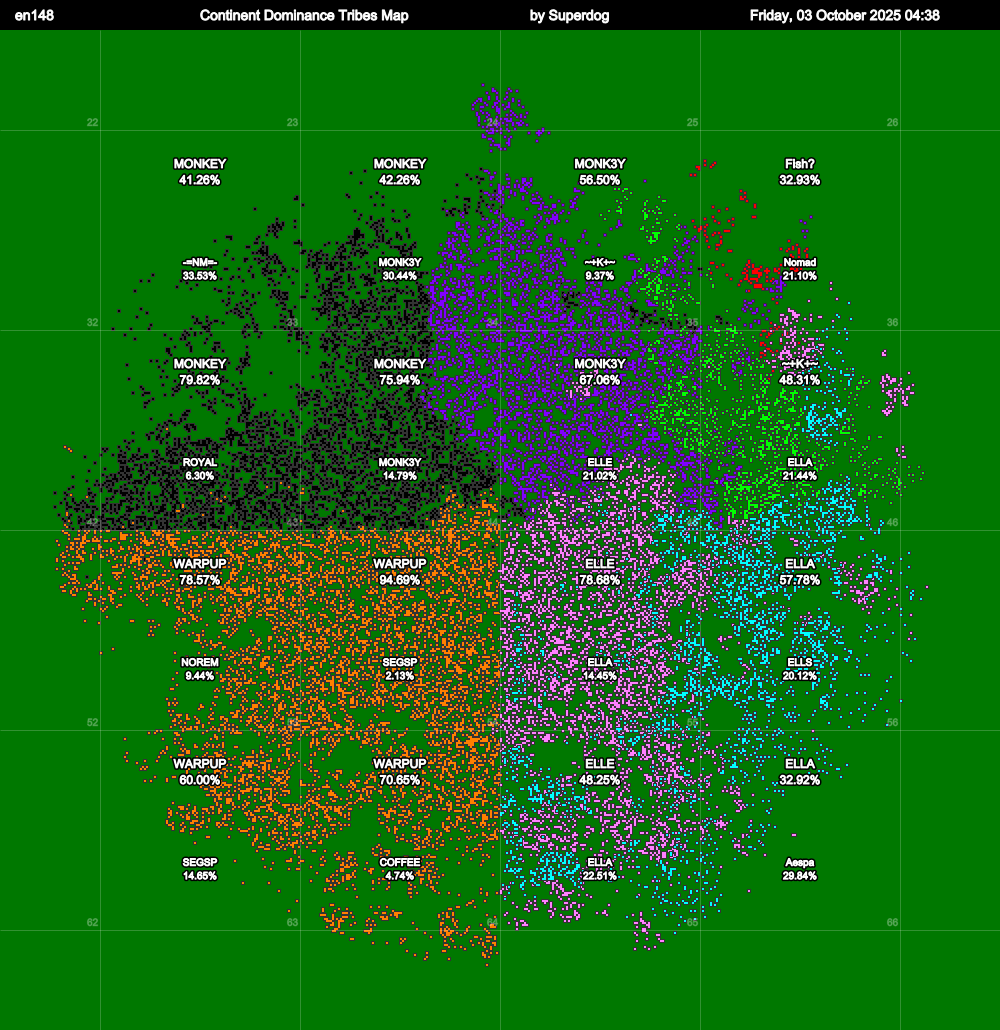 en148 Continent Dominance Tribes Map by Superdog Friday, 03 October 2025 04:38
22 23 24 25 26
MONKEY MONKEY MONK3Y FIsh?
41.26% 42.26% 56.50% 32.93%
-=NM=- MONK3Y ~+K+~ Nomad
33.53% 30.44% 9.37% 21.10%
32 33 34 35 36
MONKEY MONKEY MONK3Y ~+K+~
79.82% 75.94% 67.06% 48.31%
ROYAL MONK3Y ELLE ELLA
6.30% 14.79% 21.02% 21.44%
42 43 46
WARPUP WARPUP ELLE ELLA
78.57% 94.69% 78.68% 57.78%
NOREM SEGSP ELLA ELLS
9.44% 2.13% 14.45% 20.12%
52 56
WARPUP WARPUP ELLE ELLA
60.00% 70.65% 48.25% 32.92%
SEGSP COFFEE ELLA Aespa
14.65% 4.74% 22.51% 29.84%
62 63 64 65 66